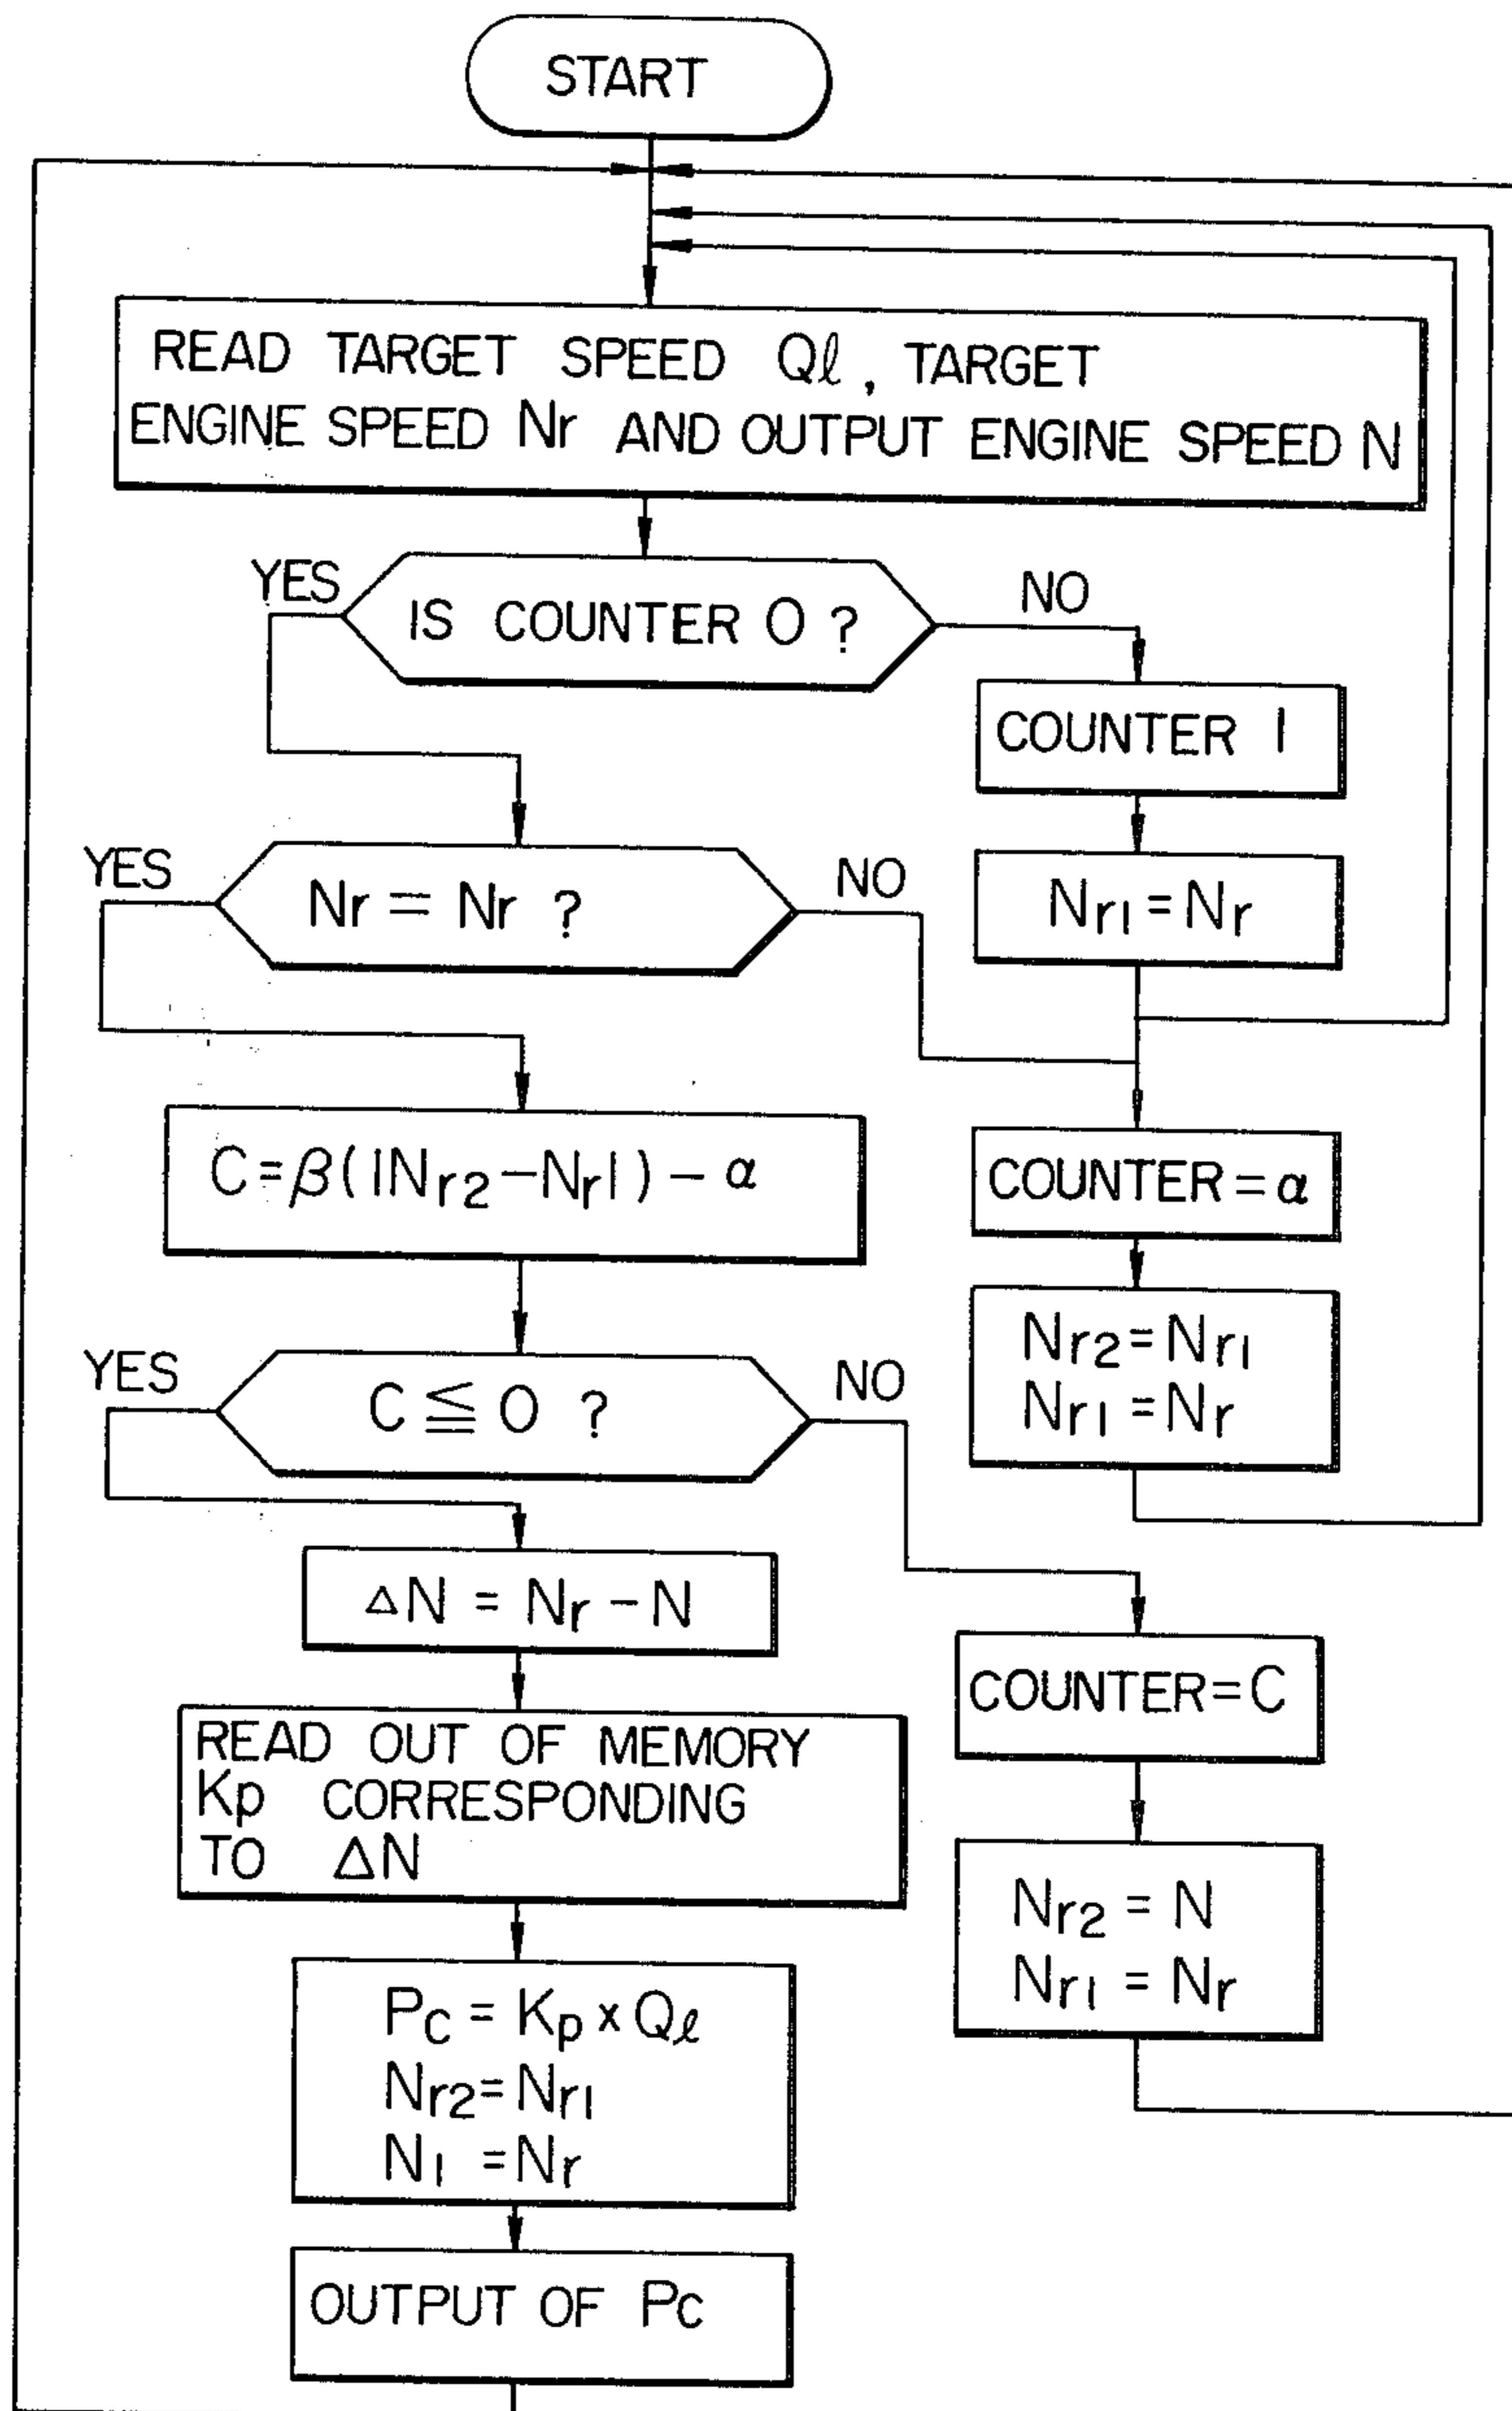 START
READ TARGET SPEED Qℓ, TARGET
ENGINE SPEED Nr AND OUTPUT ENGINE SPEED N
YES
IS COUNTER 0 ?
NO
COUNTER 1
YES
Nr = Nr ?
NO
Nr1 = Nr
C = β(|Nr2 - Nr|) - α
COUNTER = α
Nr2 = Nr1
Nr1 = Nr
YES
C ≦ 0 ?
NO
ΔN = Nr - N
COUNTER = C
READ OUT OF MEMORY
Kp CORRESPONDING
TO ΔN
Nr2 = N
Nr1 = Nr
Pc = Kp x Qℓ
Nr2 = Nr1
N1 = Nr
OUTPUT OF Pc